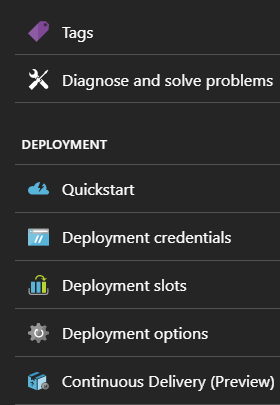 Tags
Diagnose and solve problems
DEPLOYMENT
Quickstart
Deployment credentials
Deployment slots
Deployment options
Continuous Delivery (Preview)